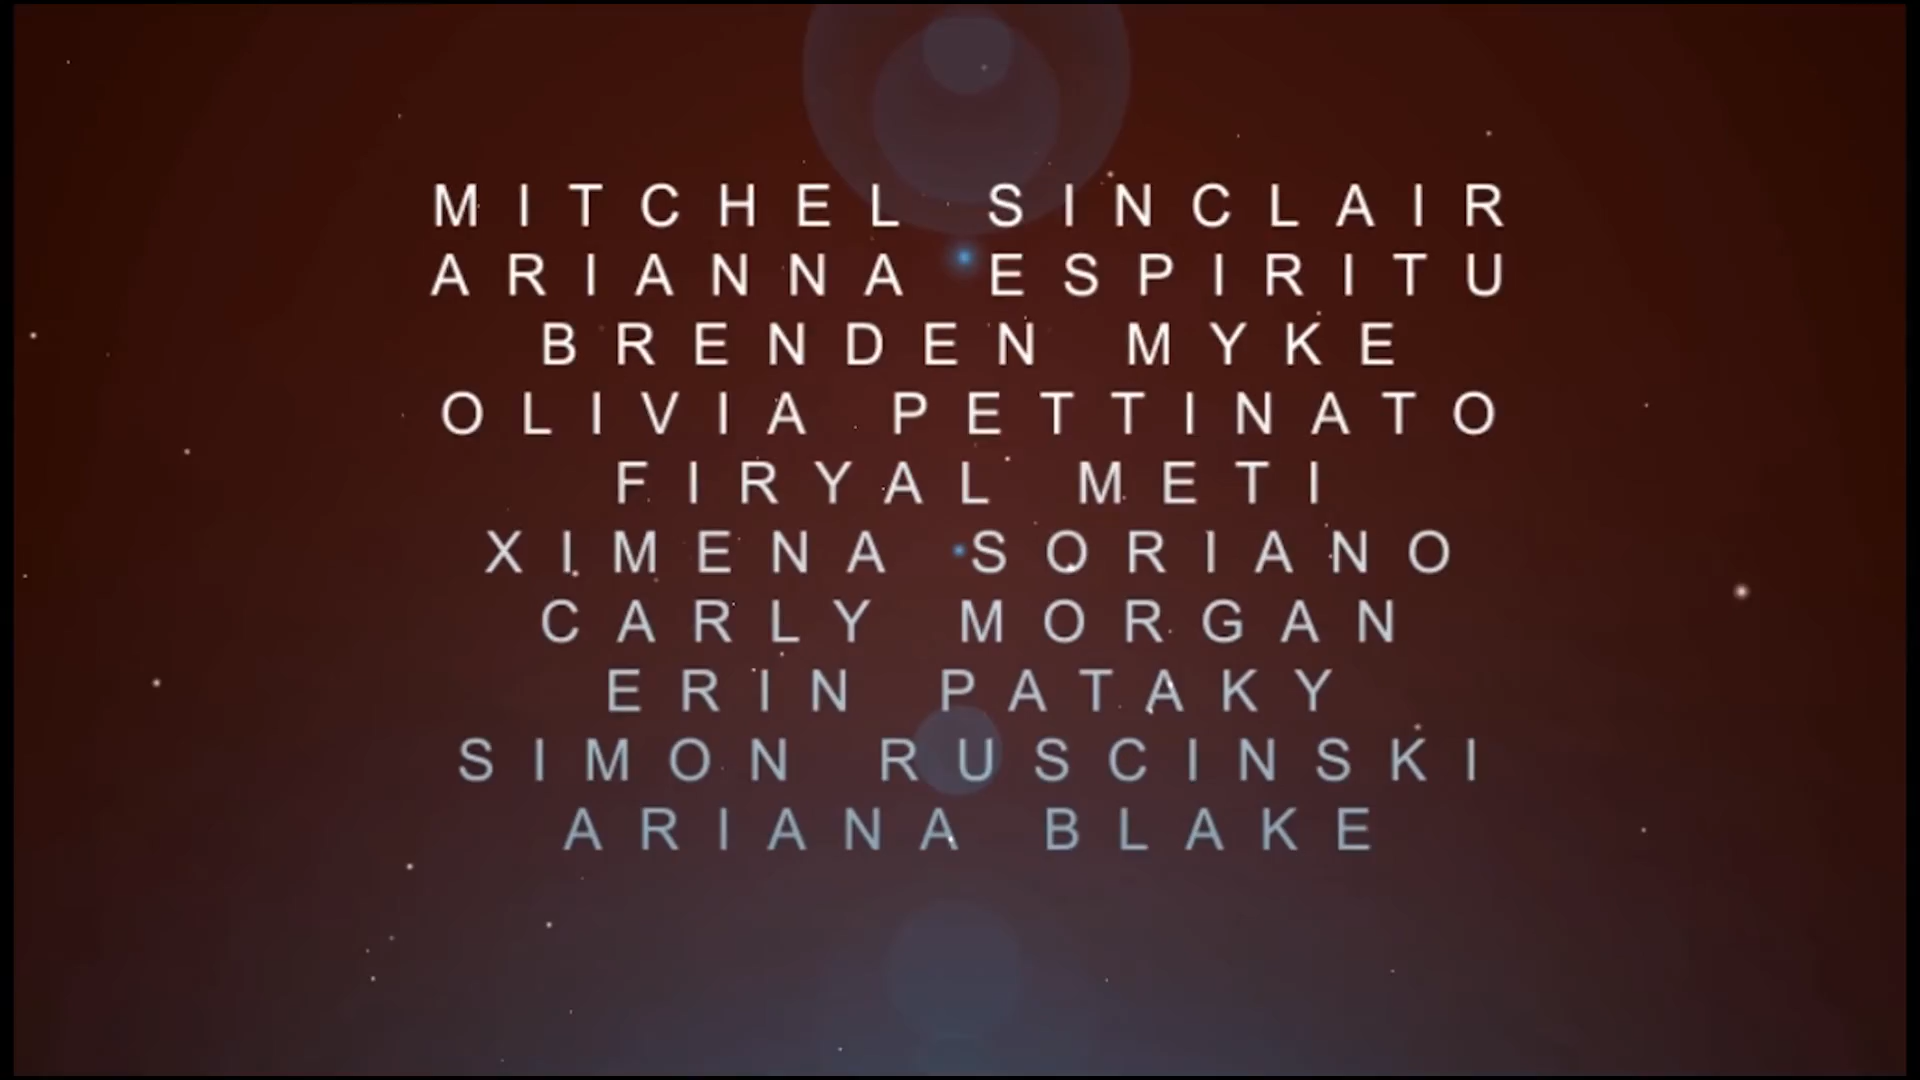 MITCHEL SINCLAIR
ARIANNA ESPIRITU
BRENDEN MYKE
OLIVIA PETTINATO
FIRYAL METI
XIMENA SORIANO
CARLY MORGAN
ERIN PATAKY
SIMON RUSCINSKI
ARIANA BLAKE